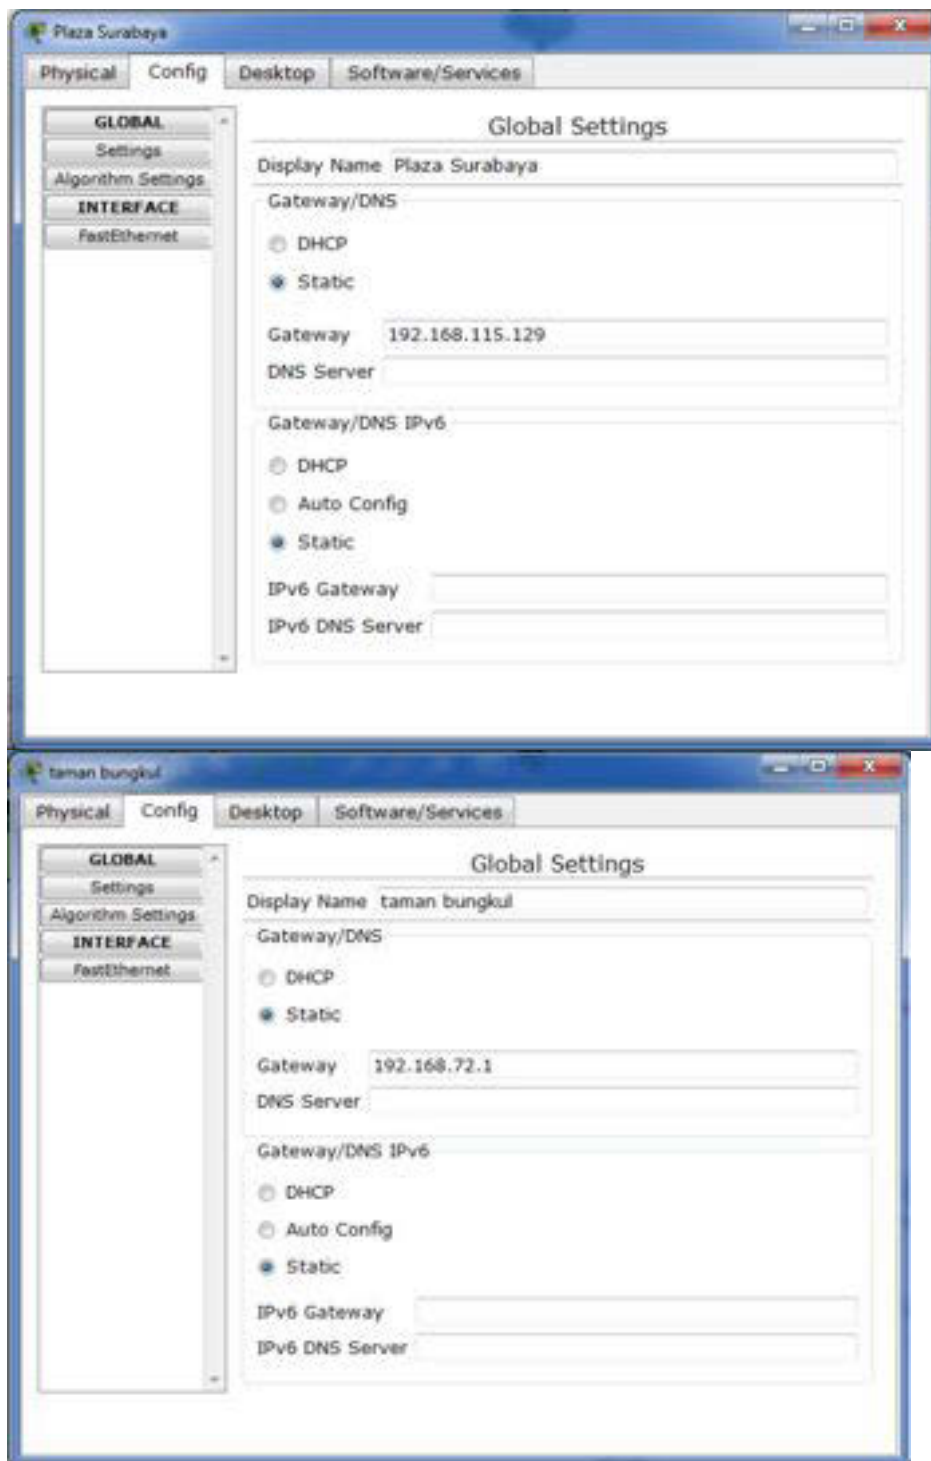 Plaza Surabaya
Physical Config Desktop Software/Services
GLOBAL
Settings
Algorithm Settings
INTERFACE
FastEthernet
Global Settings
Display Name Plaza Surabaya
Gateway/DNS
DHCP
Static
Gateway 192.168.115.129
DNS Server
Gateway/DNS IPv6
DHCP
Auto Config
Static
IPv6 Gateway
IPv6 DNS Server
taman bungkul
Physical Config Desktop Software/Services
GLOBAL
Settings
Algorithm Settings
INTERFACE
FastEthernet
Global Settings
Display Name taman bungkul
Gateway/DNS
DHCP
Static
Gateway 192.168.72.1
DNS Server
Gateway/DNS IPv6
DHCP
Auto Config
Static
IPv6 Gateway
IPv6 DNS Server